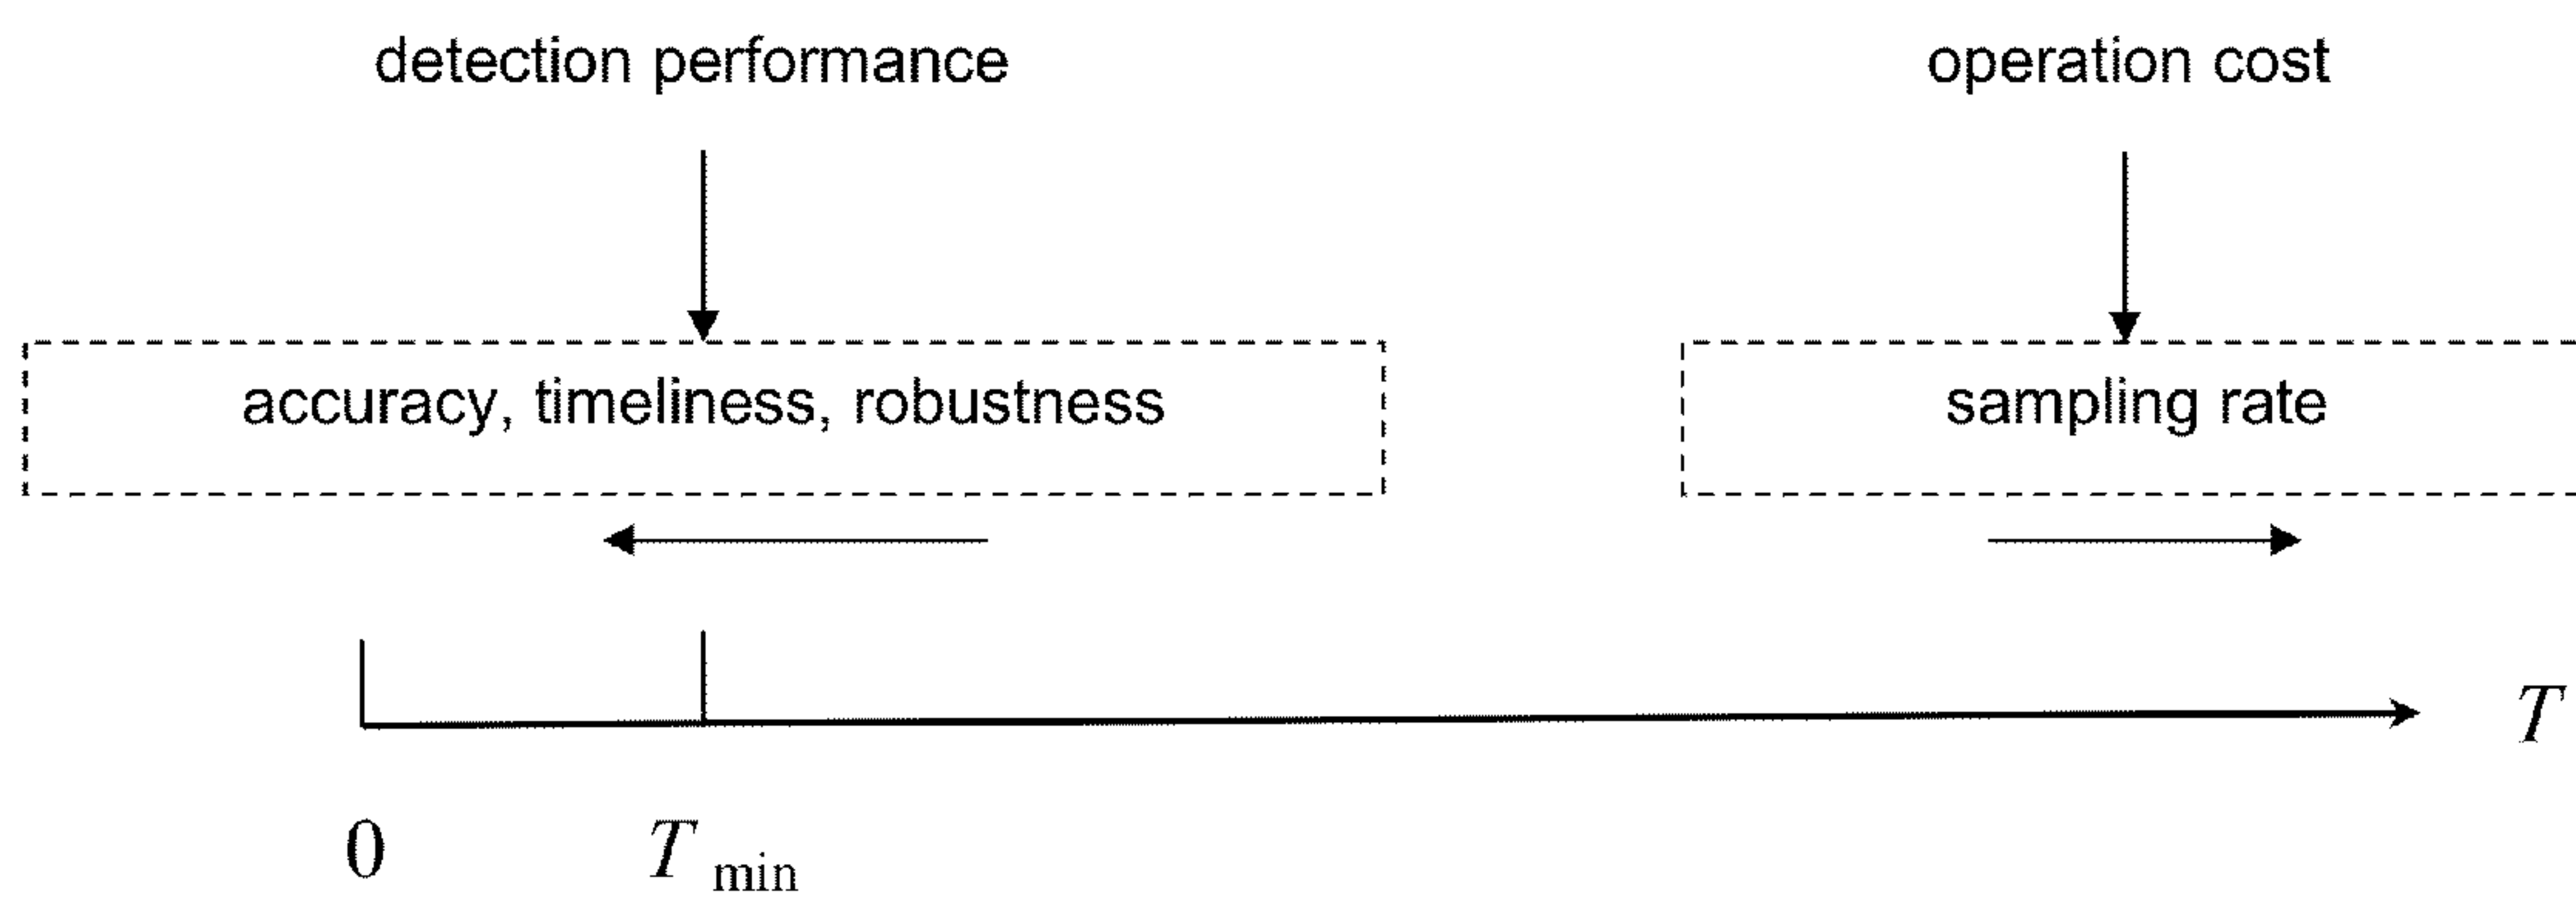 detection performance
operation cost
accuracy, timeliness, robustness
sampling rate
T
0
T min